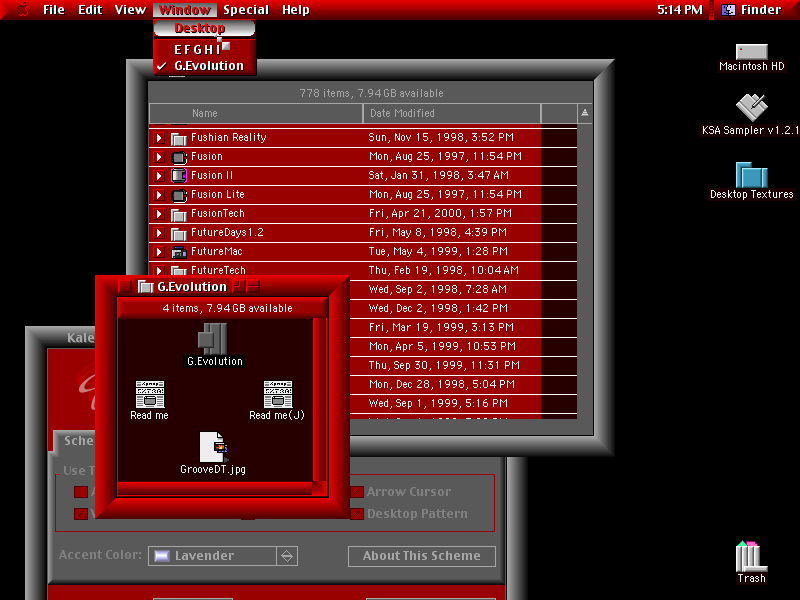 File Edit View Window Special Help 5:14 PM Finder
Desktop
E F G H I
✓ G.Evolution
Macintosh HD
KSA Sampler v1.2.1
Desktop Textures
Trash
778 items, 7.94 GB available
Name Date Modified
Fushian Reality Sun, Nov 15, 1998, 3:52 PM
Fusion Mon, Aug 25, 1997, 11:54 PM
Fusion II Sat, Jan 31, 1998, 3:47 AM
Fusion Lite Mon, Aug 25, 1997, 11:54 PM
FusionTech Fri, Apr 21, 2000, 1:57 PM
FutureDays1.2 Fri, May 8, 1998, 4:39 PM
FutureMac Tue, May 4, 1999, 1:28 PM
FutureTech Thu, Feb 19, 1998, 10:04 AM
Wed, Sep 2, 1998, 7:28 AM
Wed, Dec 2, 1998, 1:42 PM
Fri, Mar 19, 1999, 3:13 PM
Mon, Apr 5, 1999, 10:53 PM
Thu, Sep 30, 1999, 11:31 PM
Mon, Dec 28, 1998, 5:04 PM
Wed, Sep 1, 1999, 5:16 PM
G.Evolution
4 items, 7.94 GB available
G.Evolution
Read me
Read me(J)
GrooveDT.jpg
Kale
Sche
Use T
Arrow Cursor
Desktop Pattern
Accent Color: Lavender
About This Scheme